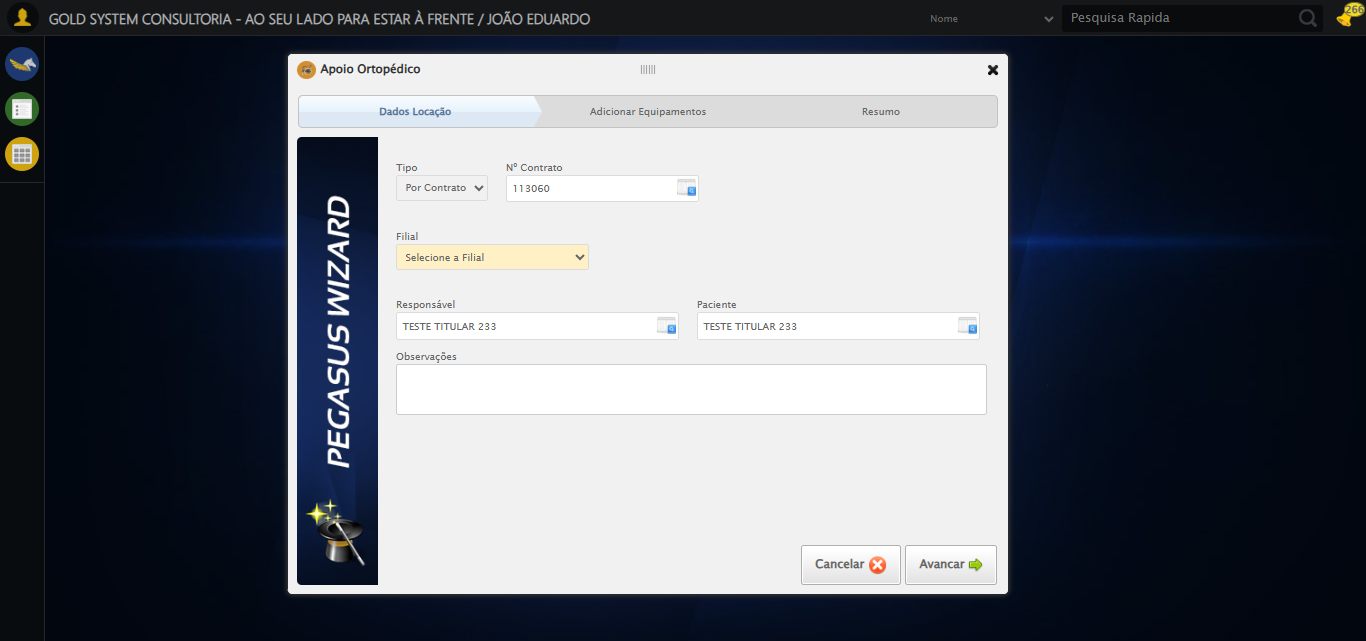 GOLD SYSTEM CONSULTORIA - AO SEU LADO PARA ESTAR À FRENTE / JOÃO EDUARDO
Nome
Pesquisa Rapida
266
Apoio Ortopédico
Dados Locação
Adicionar Equipamentos
Resumo
PEGASUS WIZARD
Tipo
Nº Contrato
Por Contrato
113060
Filial
Selecione a Filial
Responsável
Paciente
TESTE TITULAR 233
TESTE TITULAR 233
Observações
Cancelar
Avancar